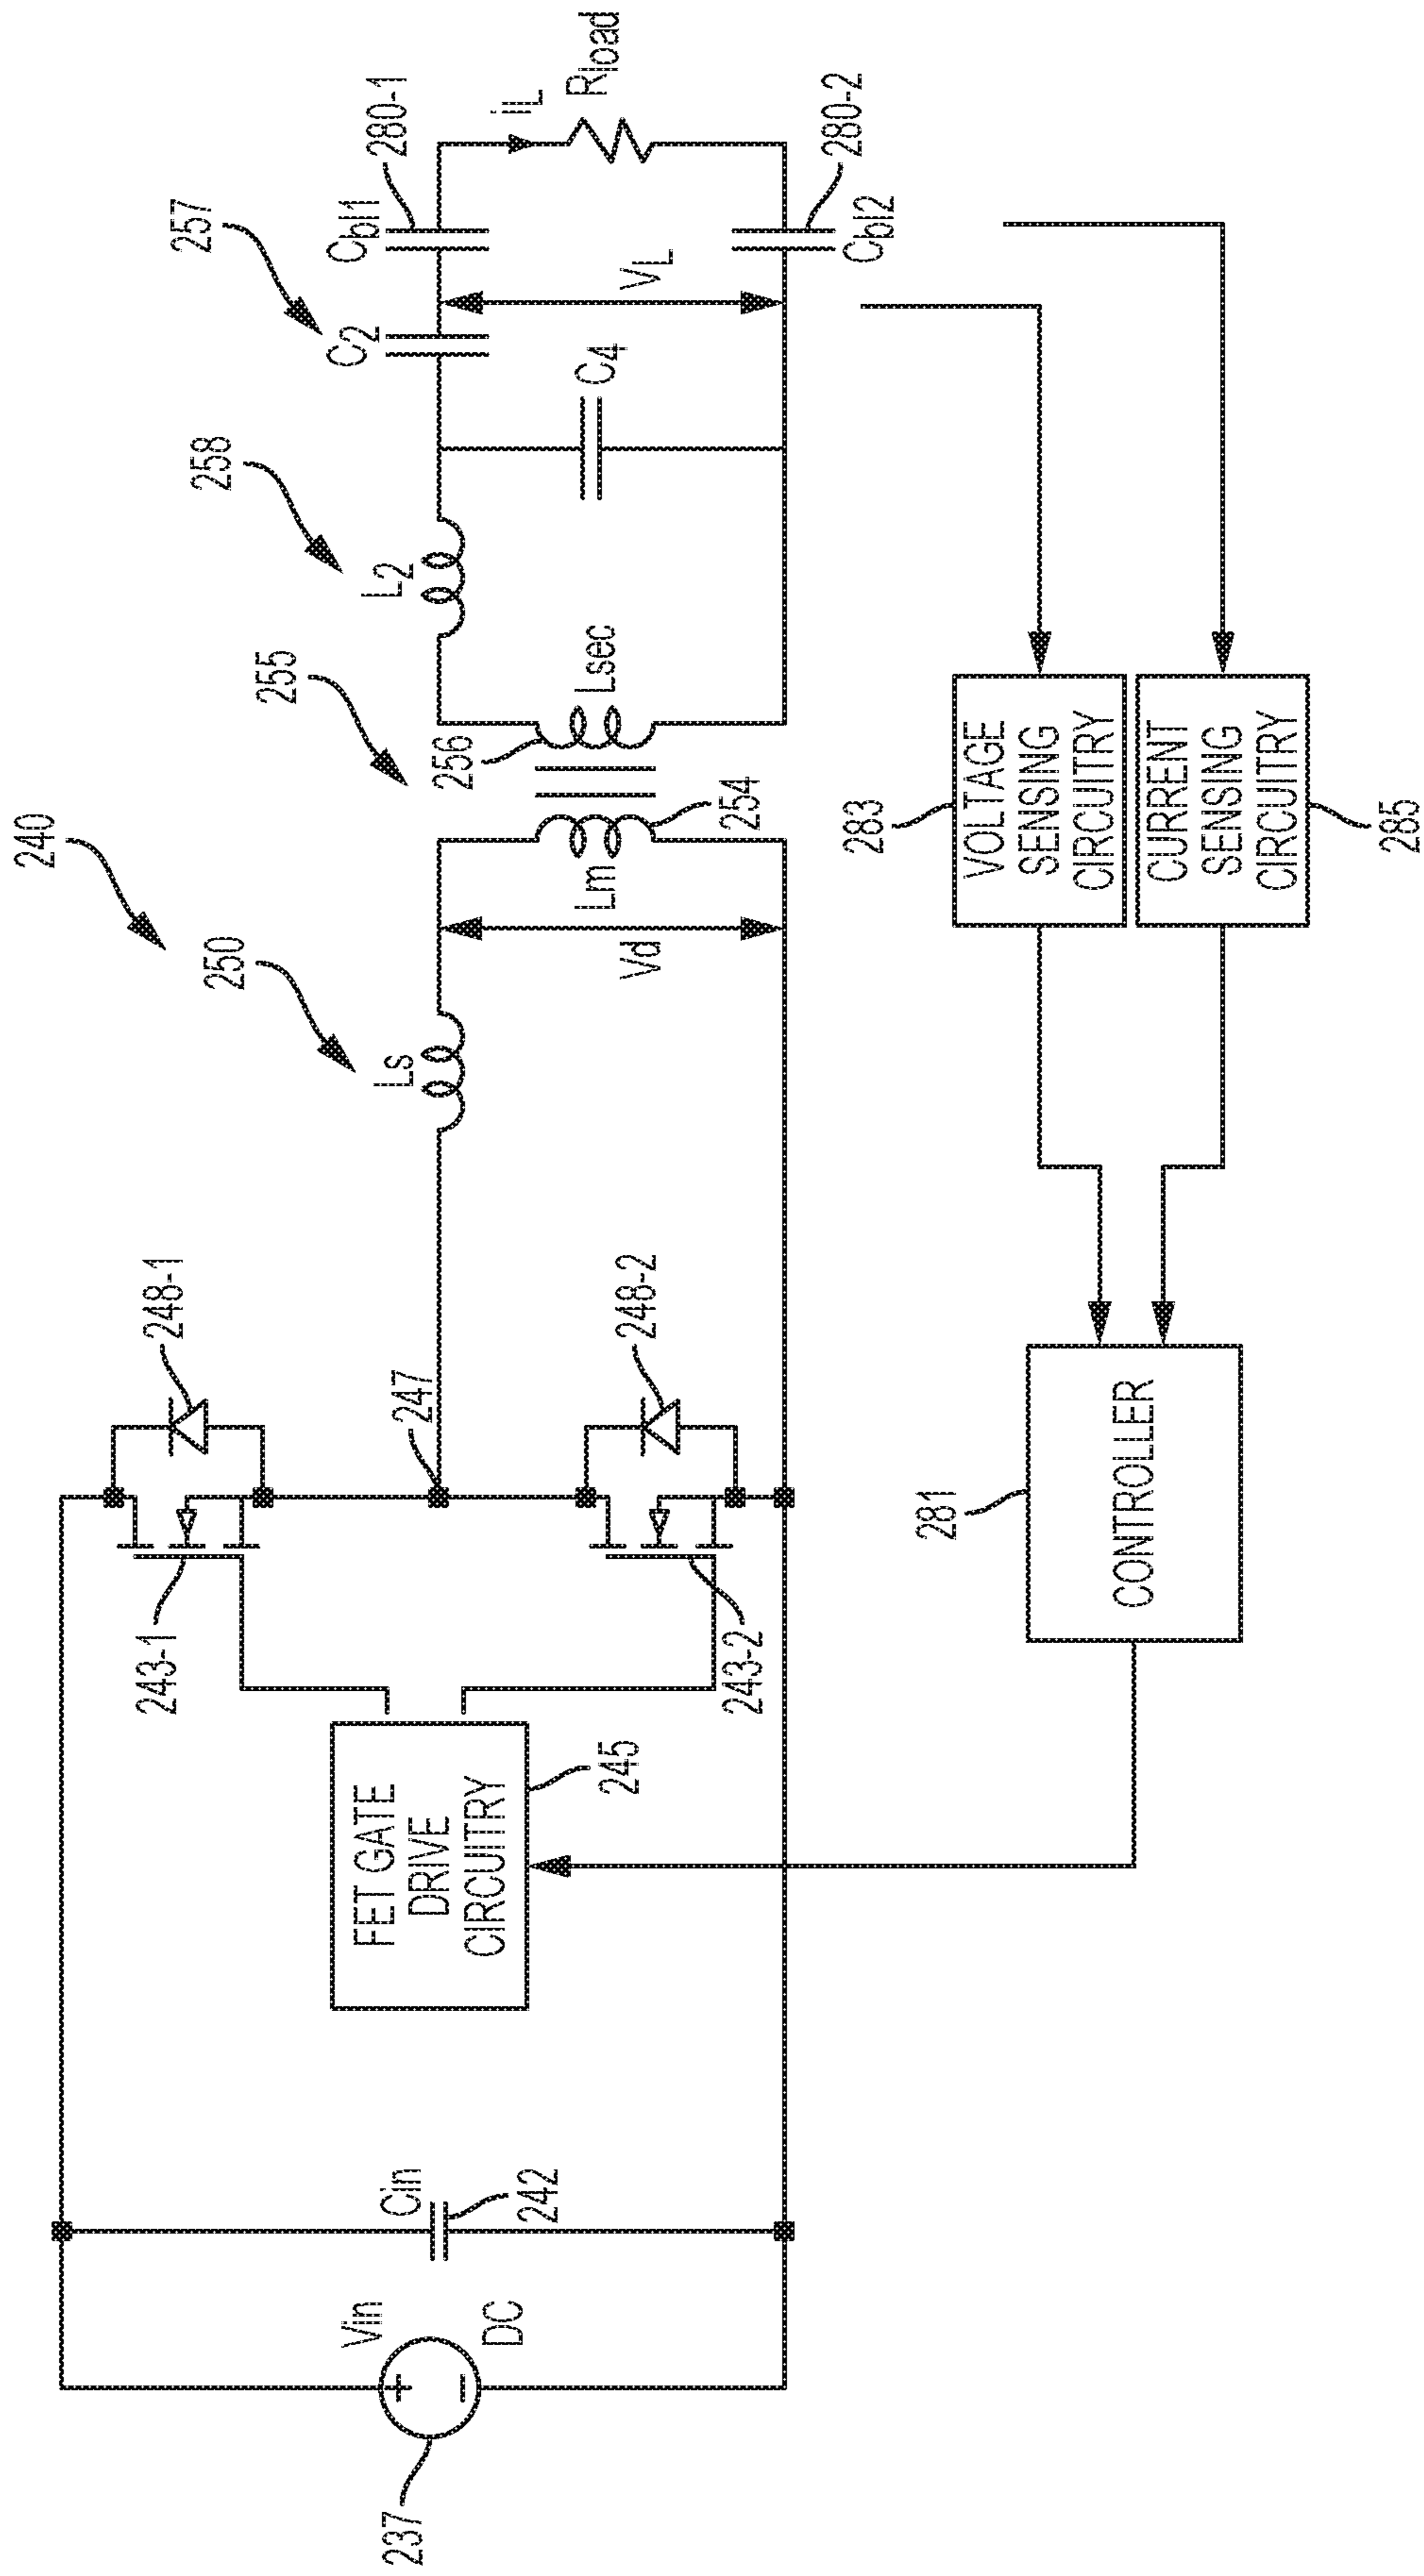 240
250
255
258
257
248-1
243-1
247
248-2
243-2
FET GATE
DRIVE
CIRCUITRY
245
237
Vin
DC
Cin
242
Ls
Vd
Lm
254
256
Lsec
L2
C4
C2
VL
Cbl1
280-1
iL
Rload
Cbl2
280-2
283
VOLTAGE
SENSING
CIRCUITRY
CURRENT
SENSING
CIRCUITRY
285
281
CONTROLLER